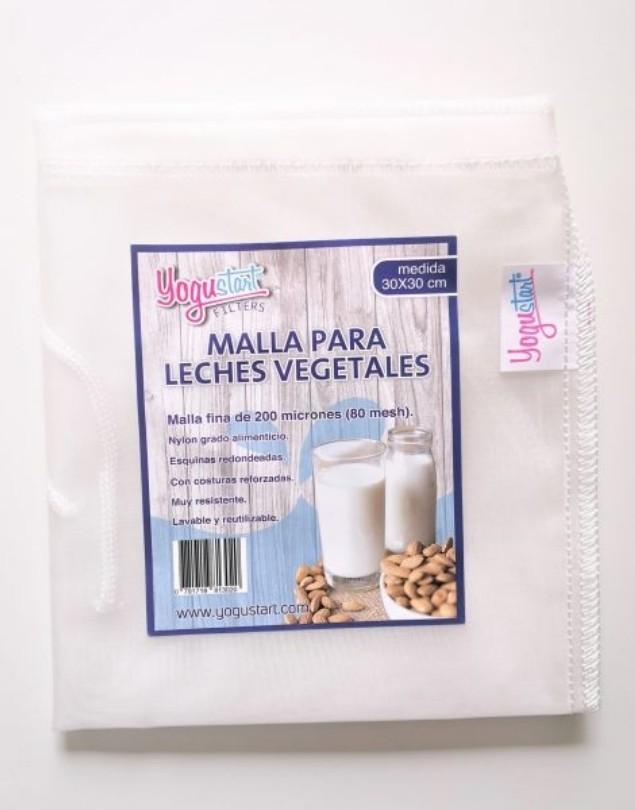 Yogustart
FILTERS
medida
30X30 cm
MALLA PARA
LECHES VEGETALES
Malla fina de 200 micrones (80 mesh).
Nylon grado alimenticio.
Esquinas redondeadas.
Con costuras reforzadas.
Muy resistente.
Lavable y reutilizable.
www.yogustart.com
Yogustart